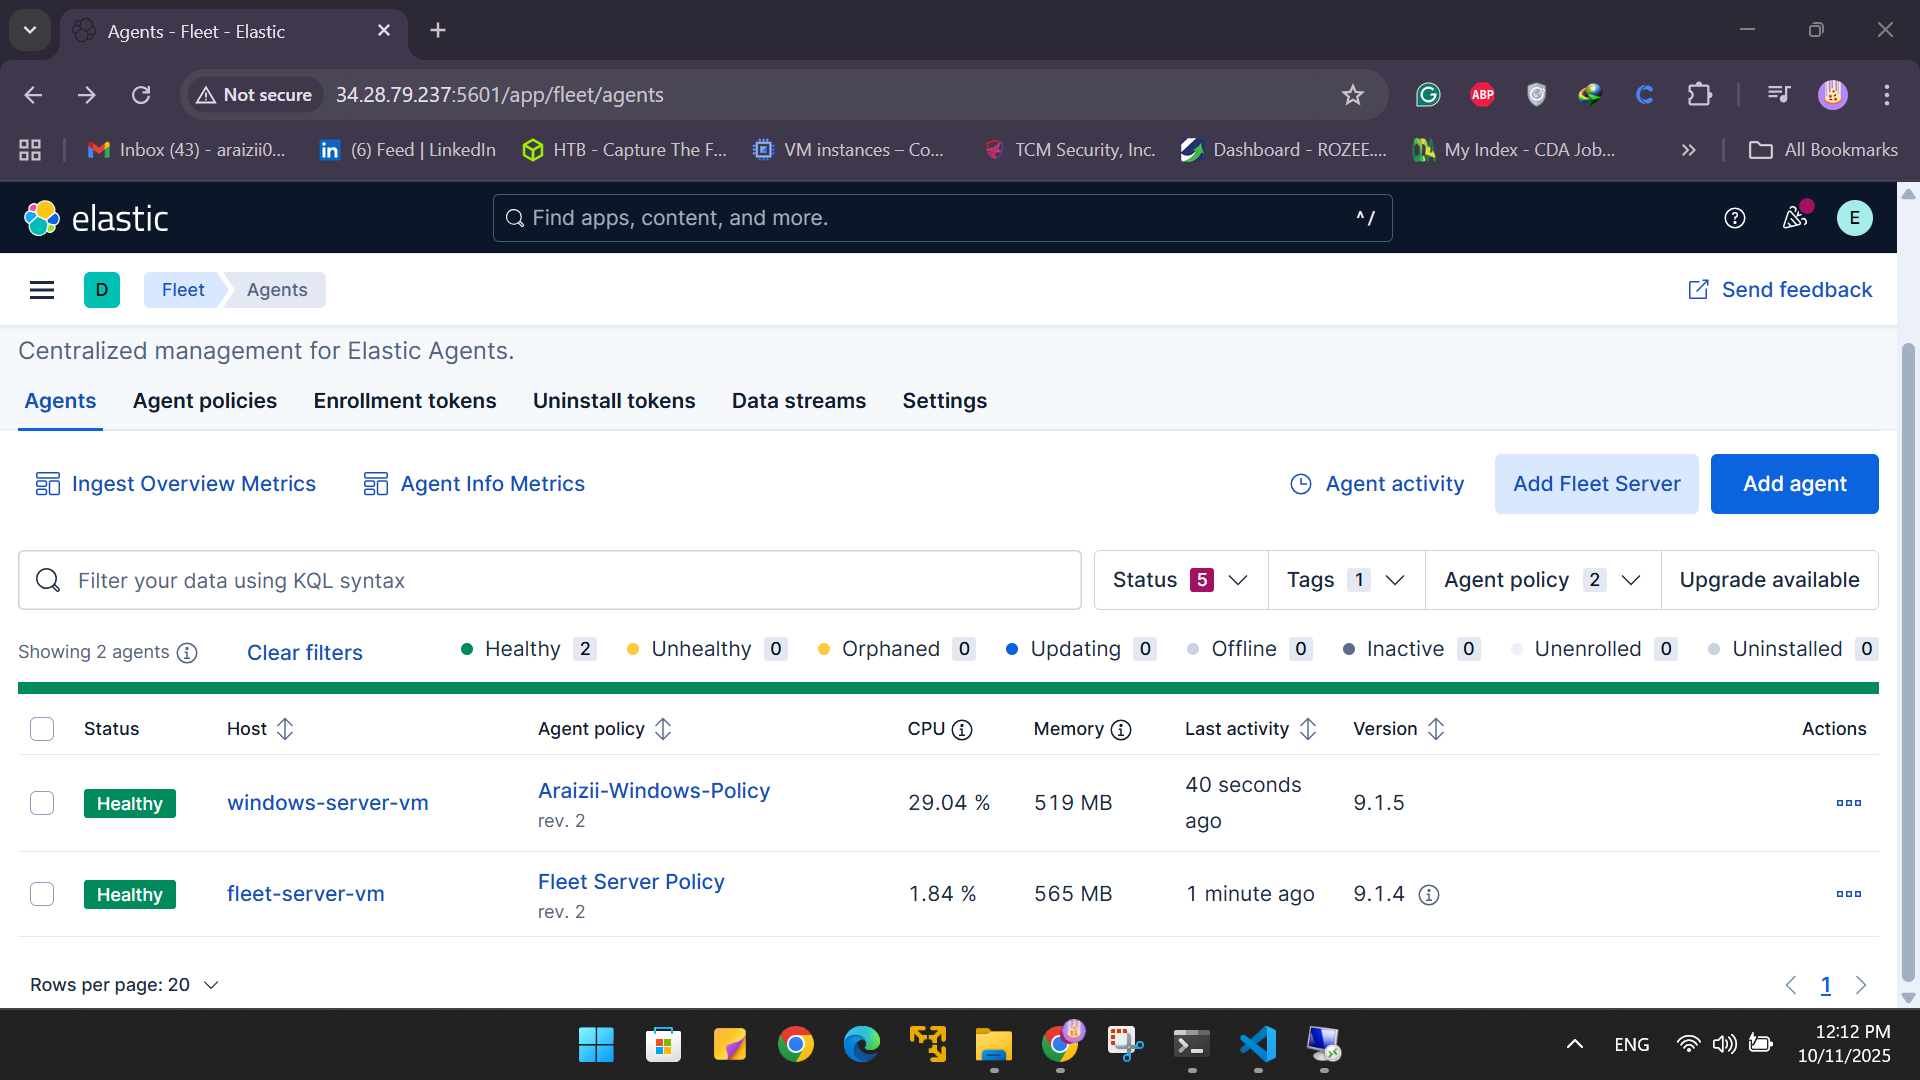 Agents - Fleet - Elastic
Not secure 34.28.79.237:5601/app/fleet/agents
ABP
Inbox (43) - araizii0... (6) Feed | LinkedIn HTB - Capture The F... VM instances – Co... TCM Security, Inc. Dashboard - ROZEE.... My Index - CDA Job... » All Bookmarks
elastic Find apps, content, and more. ^ / E
D Fleet Agents Send feedback
Centralized management for Elastic Agents.
Agents Agent policies Enrollment tokens Uninstall tokens Data streams Settings
Ingest Overview Metrics Agent Info Metrics Agent activity Add Fleet Server Add agent
Filter your data using KQL syntax Status 5 Tags 1 Agent policy 2 Upgrade available
Showing 2 agents Clear filters Healthy 2 Unhealthy 0 Orphaned 0 Updating 0 Offline 0 Inactive 0 Unenrolled 0 Uninstalled 0
Status Host Agent policy CPU Memory Last activity Version Actions
Healthy windows-server-vm Araizii-Windows-Policy rev. 2 29.04 % 519 MB 40 seconds ago 9.1.5
Healthy fleet-server-vm Fleet Server Policy rev. 2 1.84 % 565 MB 1 minute ago 9.1.4
Rows per page: 20 1
ENG 12:12 PM
10/11/2025